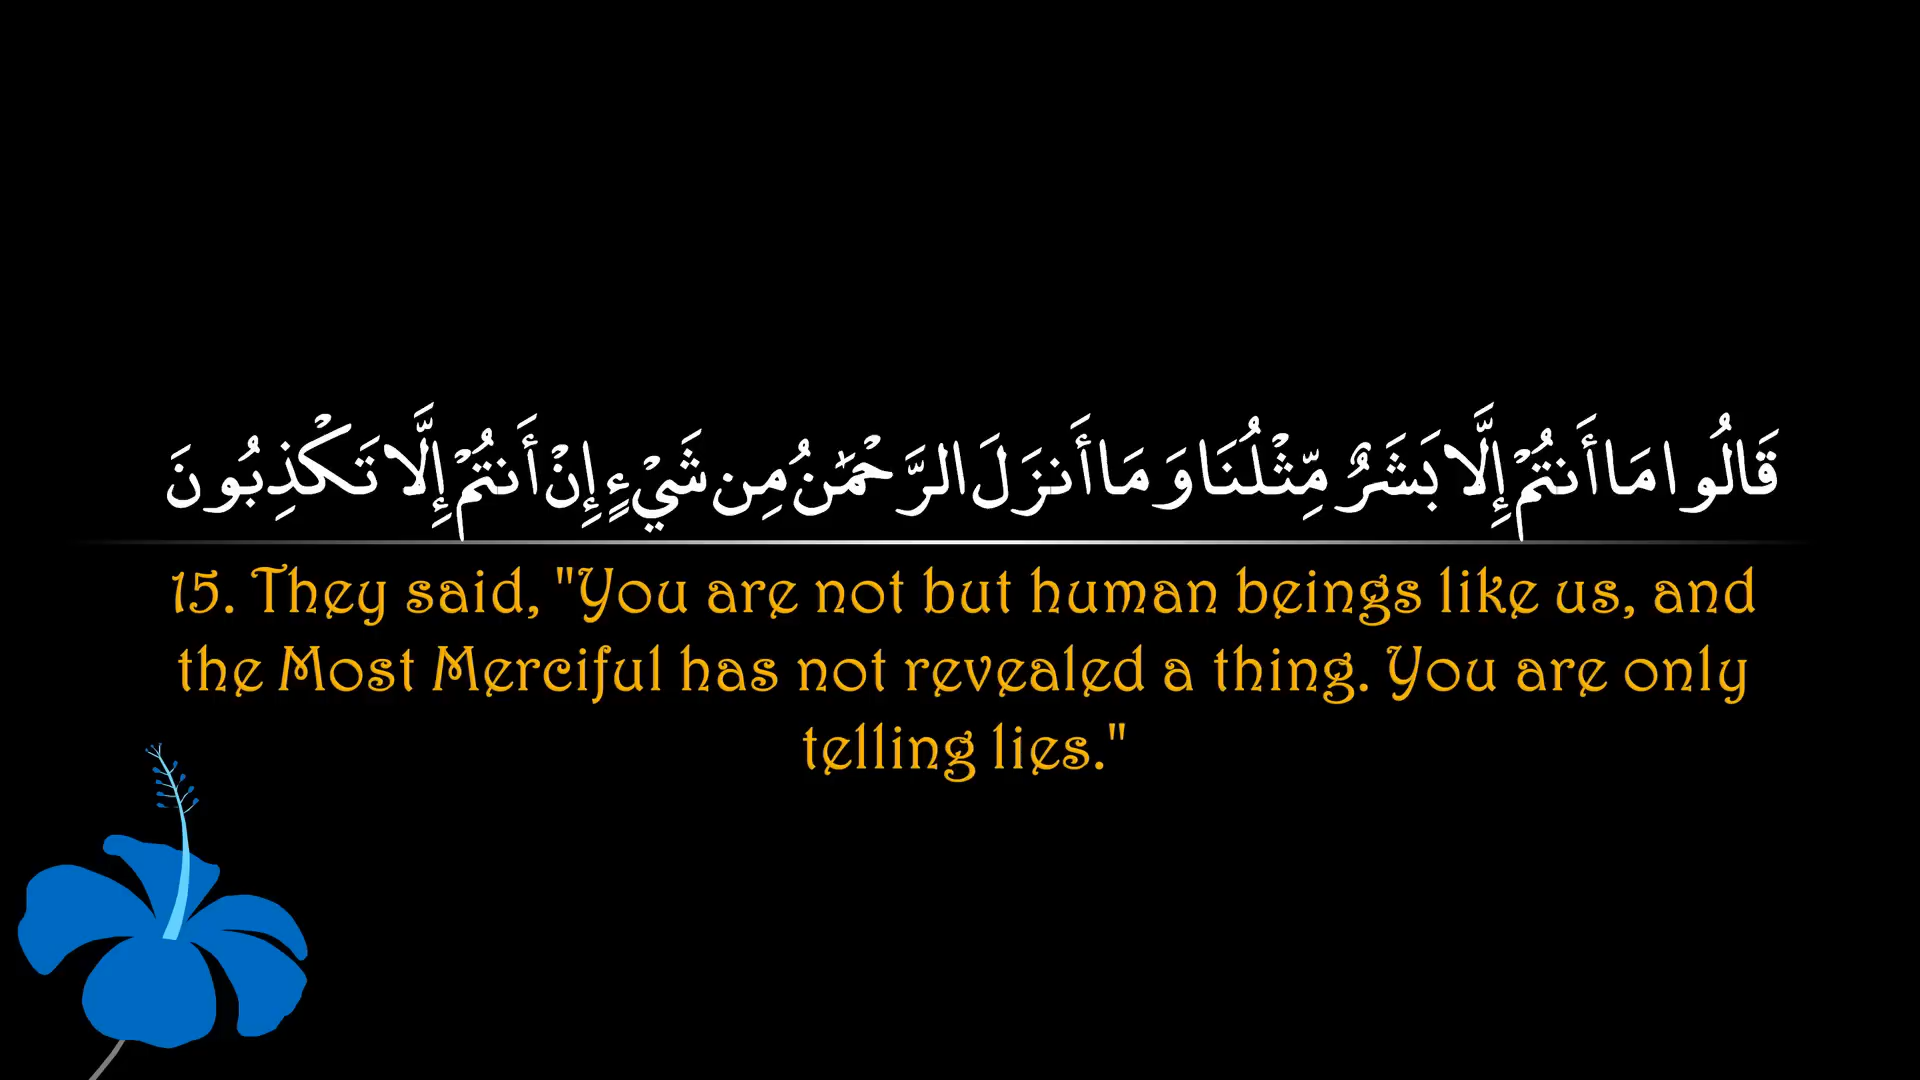 قَالُوا مَا أَنتُمْ إِلَّا بَشَرٌ مِّثْلُنَا وَمَا أَنزَلَ الرَّحْمَٰنُ مِن شَيْءٍ إِنْ أَنتُمْ إِلَّا تَكْذِبُونَ
15. They said, "You are not but human beings like us, and
the Most Merciful has not revealed a thing. You are only
telling lies."